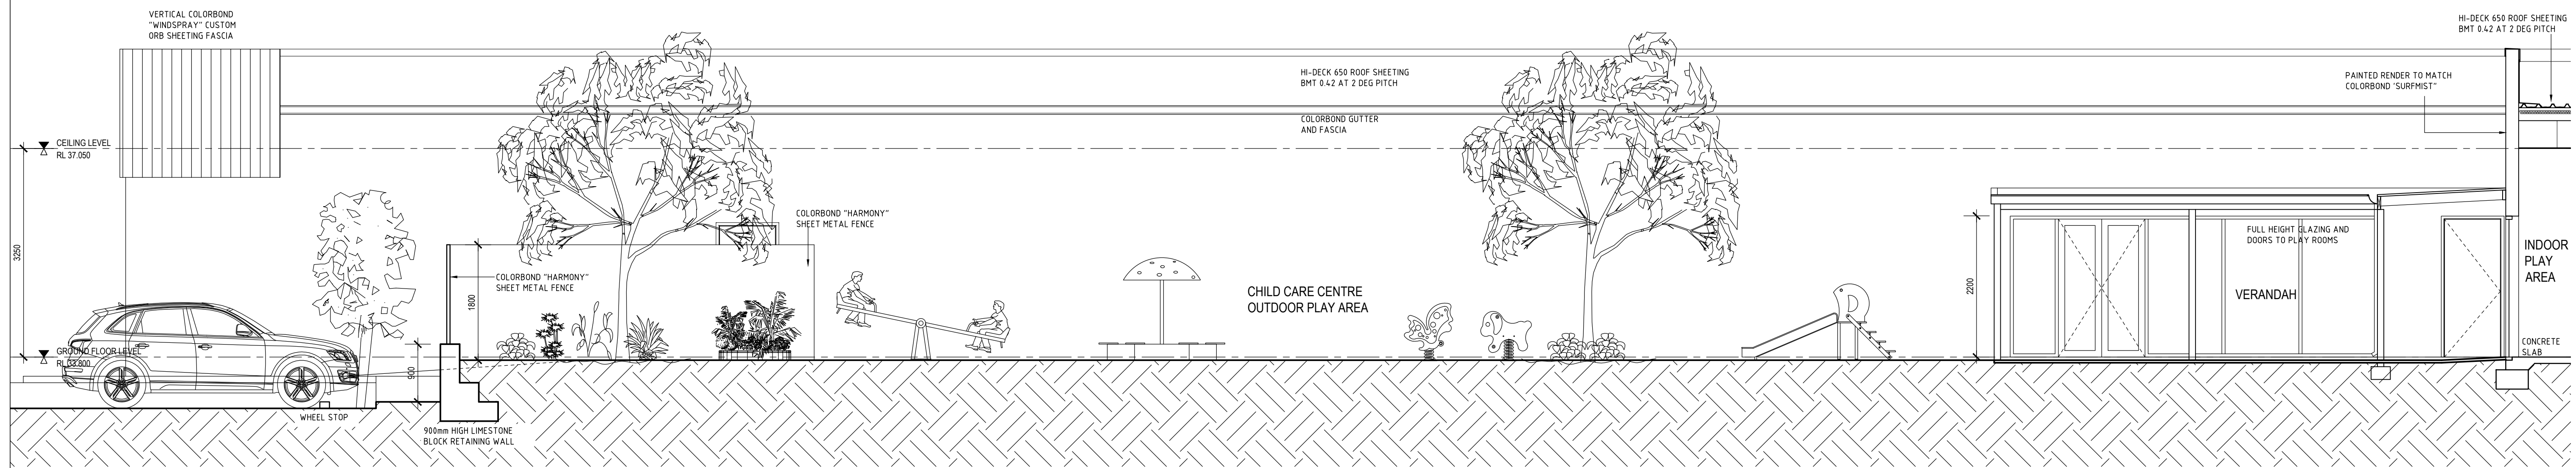 VERTICAL COLORBOND
"WINDSPRAY" CUSTOM
ORB SHEETING FASCIA
HI-DECK 650 ROOF SHEETING
BMT 0.42 AT 2 DEG PITCH
HI-DECK 650 ROOF SHEETING
BMT 0.42 AT 2 DEG PITCH
PAINTED RENDER TO MATCH
COLORBOND 'SURFMIST"
COLORBOND GUTTER
AND FASCIA
CEILING LEVEL
RL 37.050
3250
COLORBOND "HARMONY"
SHEET METAL FENCE
COLORBOND "HARMONY"
SHEET METAL FENCE
1800
CHILD CARE CENTRE
OUTDOOR PLAY AREA
2200
FULL HEIGHT GLAZING AND
DOORS TO PLAY ROOMS
VERANDAH
INDOOR
PLAY
AREA
GROUND FLOOR LEVEL
RL 33.800
900
CONCRETE
SLAB
WHEEL STOP
900mm HIGH LIMESTONE
BLOCK RETAINING WALL